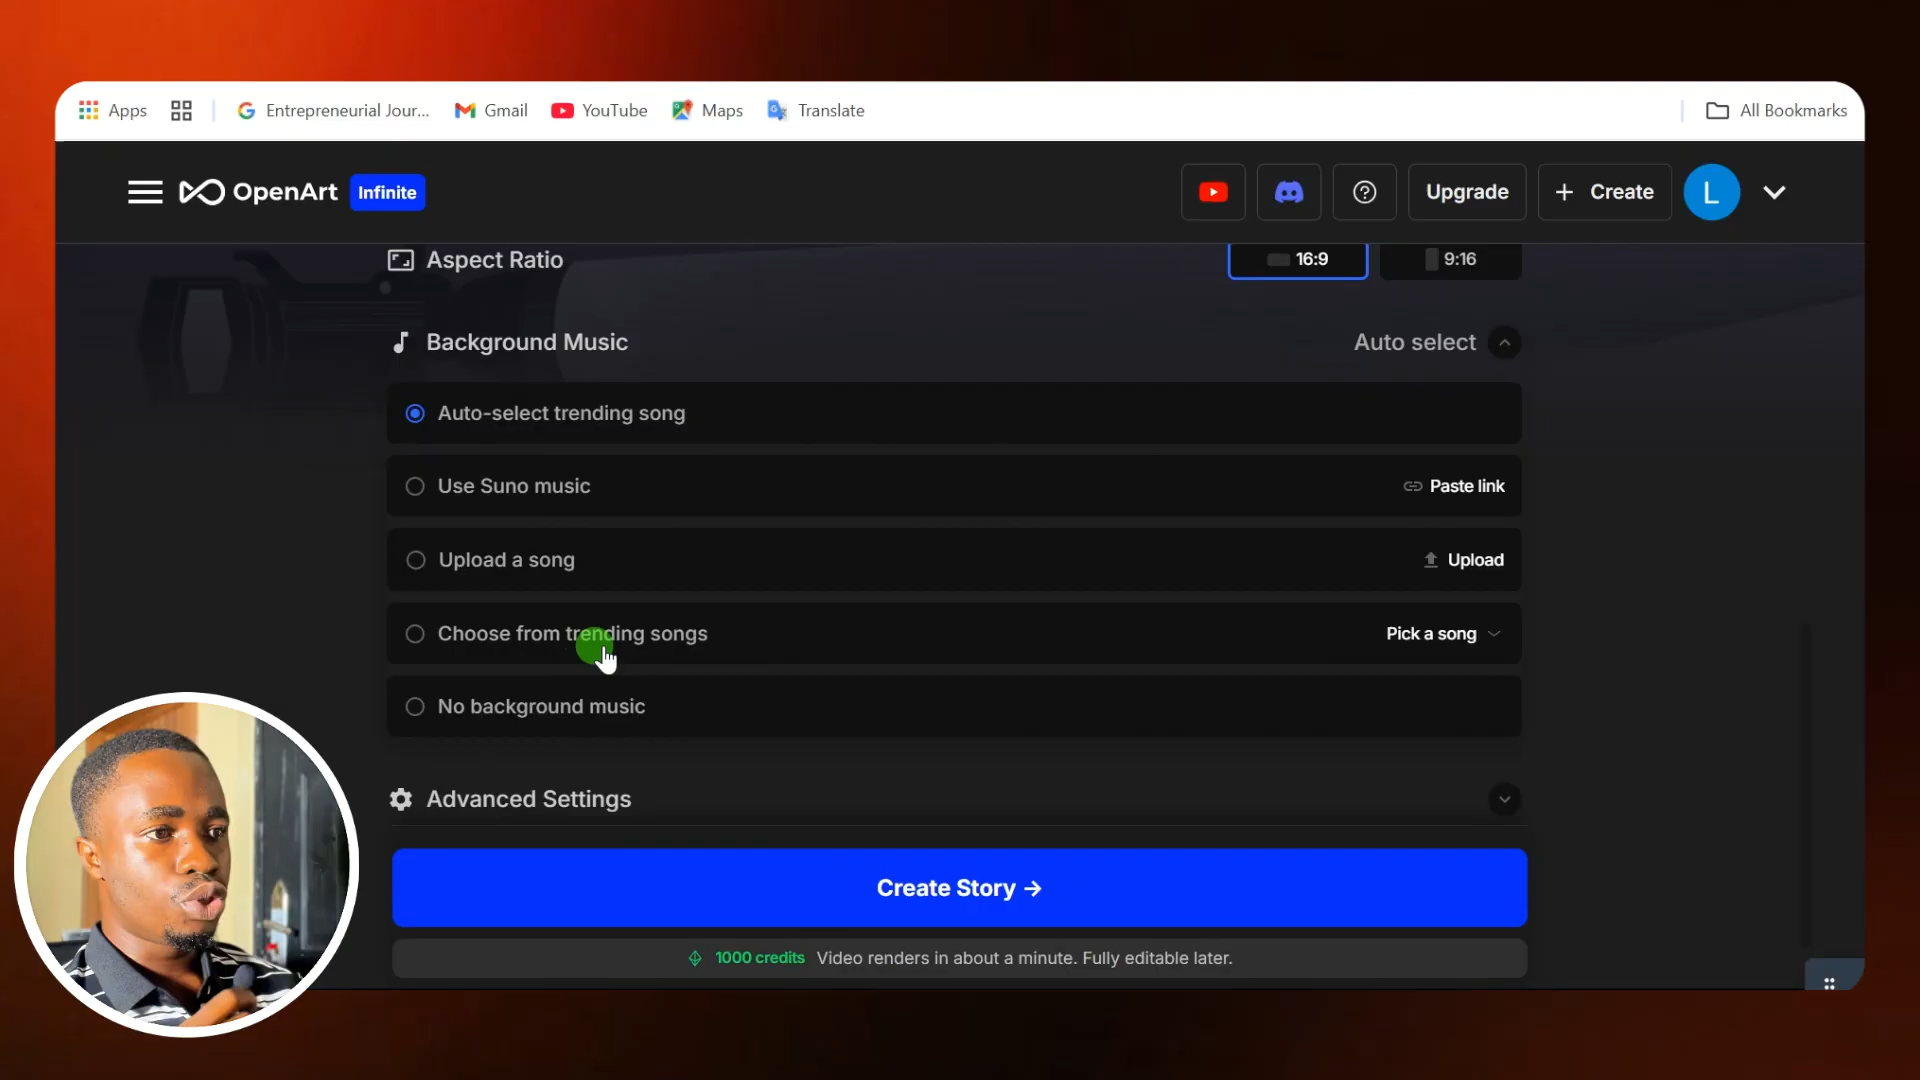 Apps
Entrepreneurial Jour...
Gmail
YouTube
Maps
Translate
All Bookmarks
OpenArt
Infinite
Upgrade
+ Create
L
Aspect Ratio
16:9
9:16
Background Music
Auto select
Auto-select trending song
Use Suno music
Paste link
Upload a song
Upload
Choose from trending songs
Pick a song
No background music
Advanced Settings
Create Story →
1000 credits Video renders in about a minute. Fully editable later.